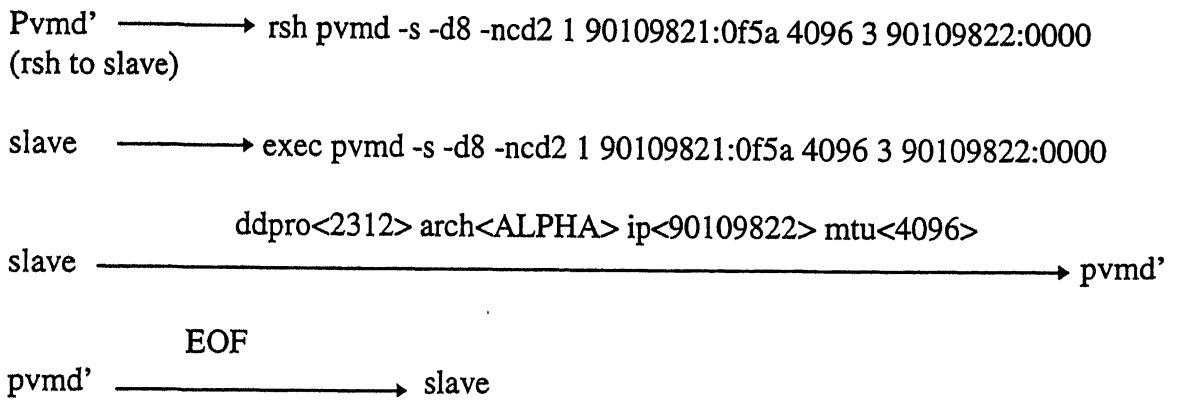 Pvmd’ rsh pvmd -s -d8 -ncd2 1 90109821:0f5a 4096 3 90109822:0000
(rsh to slave)
slave exec pvmd -s -d8 -ncd2 1 90109821:0f5a 4096 3 90109822:0000
ddpro<2312> arch<ALPHA> ip<90109822> mtu<4096>
slave pvmd’
EOF
pvmd’ slave